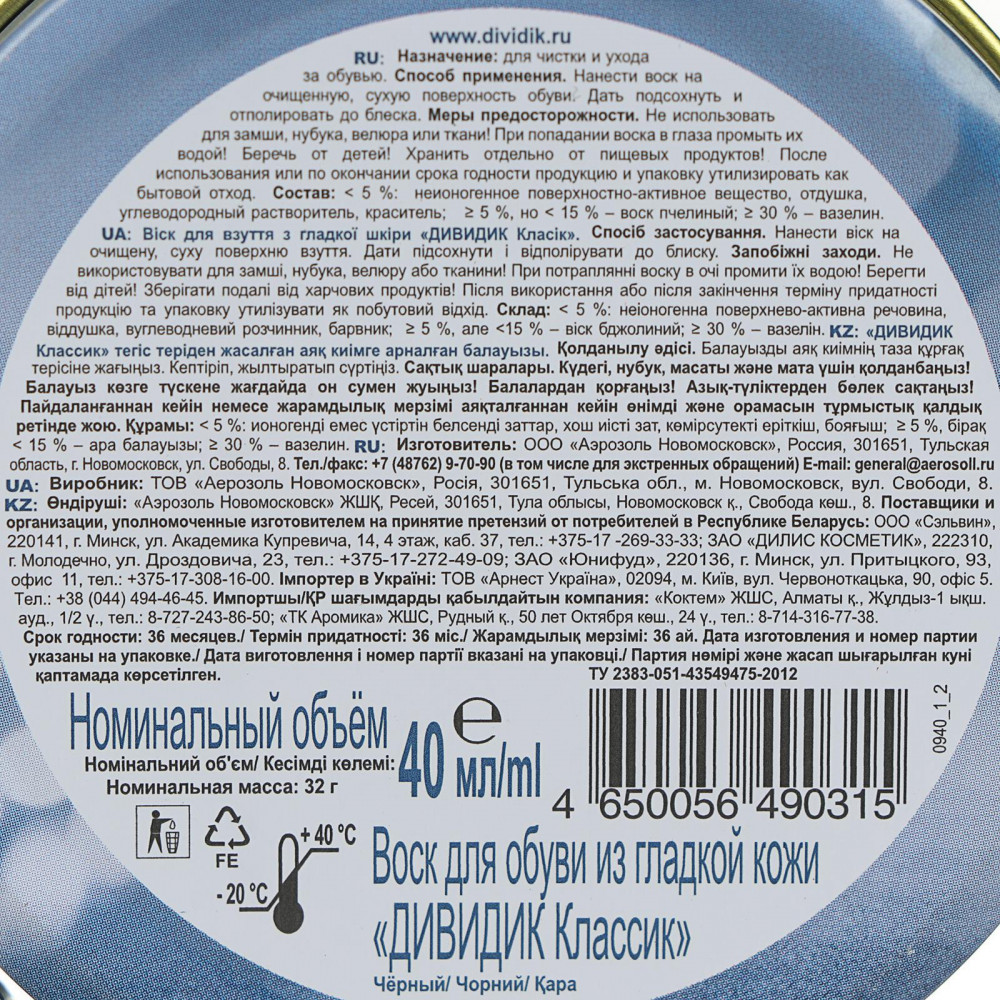 www.dividik.ru
RU: Назначение: для чистки и ухода
за обувью. Способ применения. Нанести воск на
очищенную, сухую поверхность обуви. Дать подсохнуть и
отполировать до блеска. Меры предосторожности. Не использовать
для замши, нубука, велюра или ткани! При попадании воска в глаза промыть их
водой! Беречь от детей! Хранить отдельно от пищевых продуктов! После
использования или по окончании срока годности продукцию и упаковку утилизировать как
бытовой отход. Состав: < 5 %: неионогенное поверхностно-активное вещество, отдушка,
углеводородный растворитель, краситель; ≥ 5 %, но < 15 % – воск пчелиный; ≥ 30 % – вазелин.
UA: Віск для взуття з гладкої шкіри «ДИВИДИК Класік». Спосіб застосування. Нанести віск на
очищену, суху поверхню взуття. Дати підсохнути і відполірувати до блиску. Запобіжні заходи. Не
використовувати для замші, нубука, велюру або тканини! При потраплянні воску в очі промити їх водою! Берегти
від дітей! Зберігати подалі від харчових продуктів! Після використання або після закінчення терміну придатності
продукцію та упаковку утилізувати як побутовий відхід. Склад: < 5 %: неіоногенна поверхнево-активна речовина,
віддушка, вуглеводневий розчинник, барвник; ≥ 5 %, але <15 % – віск бджолиний; ≥ 30 % – вазелін. KZ: «ДИВИДИК
Классик» тегіс теріден жасалған аяқ киімге арналған балауызы. Қолданылу әдісі. Балауызды аяқ киімнің таза құрғақ
терісіне жағыңыз. Кептіріп, жылтыратып сүртіңіз. Сақтық шаралары. Күдегі, нубук, масаты және мата үшін қолданбаңыз!
Балауыз көзге түскене жағдайда он сумен жуыңыз! Балалардан қорғаңыз! Азық-түліктерден бөлек сақтаңыз!
Пайдаланғаннан кейін немесе жарамдылық мерзімі аяқталғаннан кейін өнімді және орамасын тұрмыстық қалдық
ретінде жою. Құрамы: < 5 %: ионогенді емес үстіртін белсенді заттар, хош иісті зат, көмірсутекті еріткіш, бояғыш; ≥ 5 %, бірақ
< 15 % – ара балауызы; ≥ 30 % – вазелин. RU: Изготовитель: ООО «Аэрозоль Новомосковск», Россия, 301651, Тульская
область, г. Новомосковск, ул. Свободы, 8. Тел./факс: +7 (48762) 9-70-90 (в том числе для экстренных обращений) E-mail: general@aerosoll.ru
UA: Виробник: ТОВ «Аерозоль Новомосковск», Росія, 301651, Тульська обл., м. Новомосковск, вул. Свободи, 8.
KZ: Өндіруші: «Аэрозоль Новомосковск» ЖШҚ, Ресей, 301651, Тула облысы, Новомосковск қ., Свобода көш., 8. Поставщики и
организации, уполномоченные изготовителем на принятие претензий от потребителей в Республике Беларусь: ООО «Сэльвин»,
220141, г. Минск, ул. Академика Купревича, 14, 4 этаж, каб. 37, тел.: +375-17 -269-33-33; ЗАО «ДИЛИС КОСМЕТИК», 222310,
г. Молодечно, ул. Дроздовича, 23, тел.: +375-17-272-49-09; ЗАО «Юнифуд», 220136, г. Минск, ул. Притыцкого, 93,
офис 11, тел.: +375-17-308-16-00. Імпортер в Україні: ТОВ «Арнест Україна», 02094, м. Київ, вул. Червоноткацька, 90, офіс 5.
Тел.: +38 (044) 494-46-45. Импортшы/ҚР шағымдарды қабылдайтын компания: «Коктем» ЖШС, Алматы қ., Жұлдыз-1 ықш.
ауд., 1/2 ү., тел.: 8-727-243-86-50; «ТК Аромика» ЖШС, Рудный қ., 50 лет Октября көш., 24 ү., тел.: 8-714-316-77-38.
Срок годности: 36 месяцев./ Термін придатності: 36 міс./ Жарамдылық мерзімі: 36 ай. Дата изготовления и номер партии
указаны на упаковке./ Дата виготовлення і номер партії вказані на упаковці./ Партия нөмірі және жасап шығарылған күні
қаптамада көрсетілген.
ТУ 2383-051-43549475-2012
Номинальный объём
Номінальний об'єм/ Кесімді көлемі:
40 мл/ml
℮
Номинальная масса: 32 г
0940_1_2
4 650056 490315
FE
+ 40 °C
- 20 °C
Воск для обуви из гладкой кожи
«ДИВИДИК Классик»
Чёрный/ Чорний/ Қара